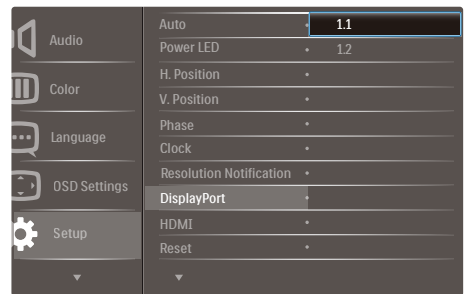 Audio
Color
Language
OSD Settings
Setup
Auto
Power LED
H. Position
V. Position
Phase
Clock
Resolution Notification
DisplayPort
HDMI
Reset
1.1
1.2